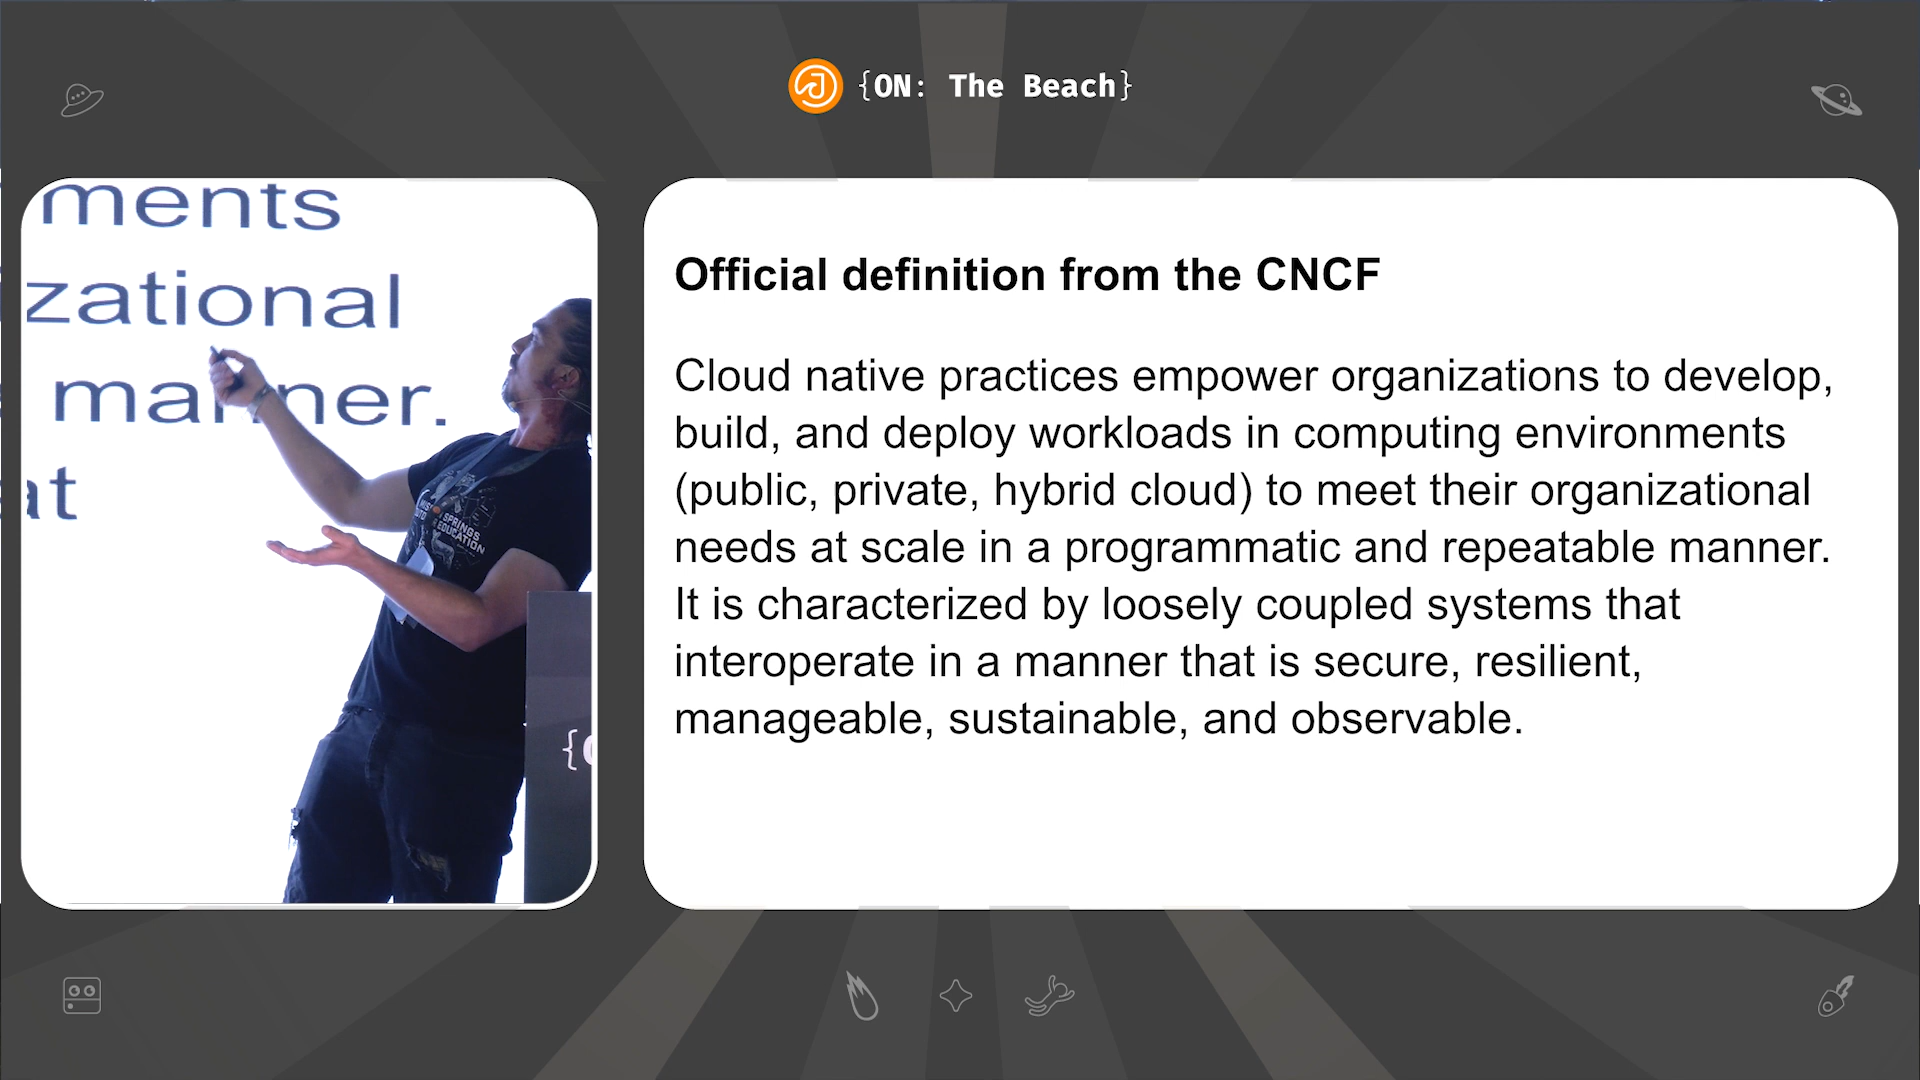 {ON: The Beach}
ments
zational
manner.
at
SPRINGS
EDUCATION
Official definition from the CNCF
Cloud native practices empower organizations to develop,
build, and deploy workloads in computing environments
(public, private, hybrid cloud) to meet their organizational
needs at scale in a programmatic and repeatable manner.
It is characterized by loosely coupled systems that
interoperate in a manner that is secure, resilient,
manageable, sustainable, and observable.